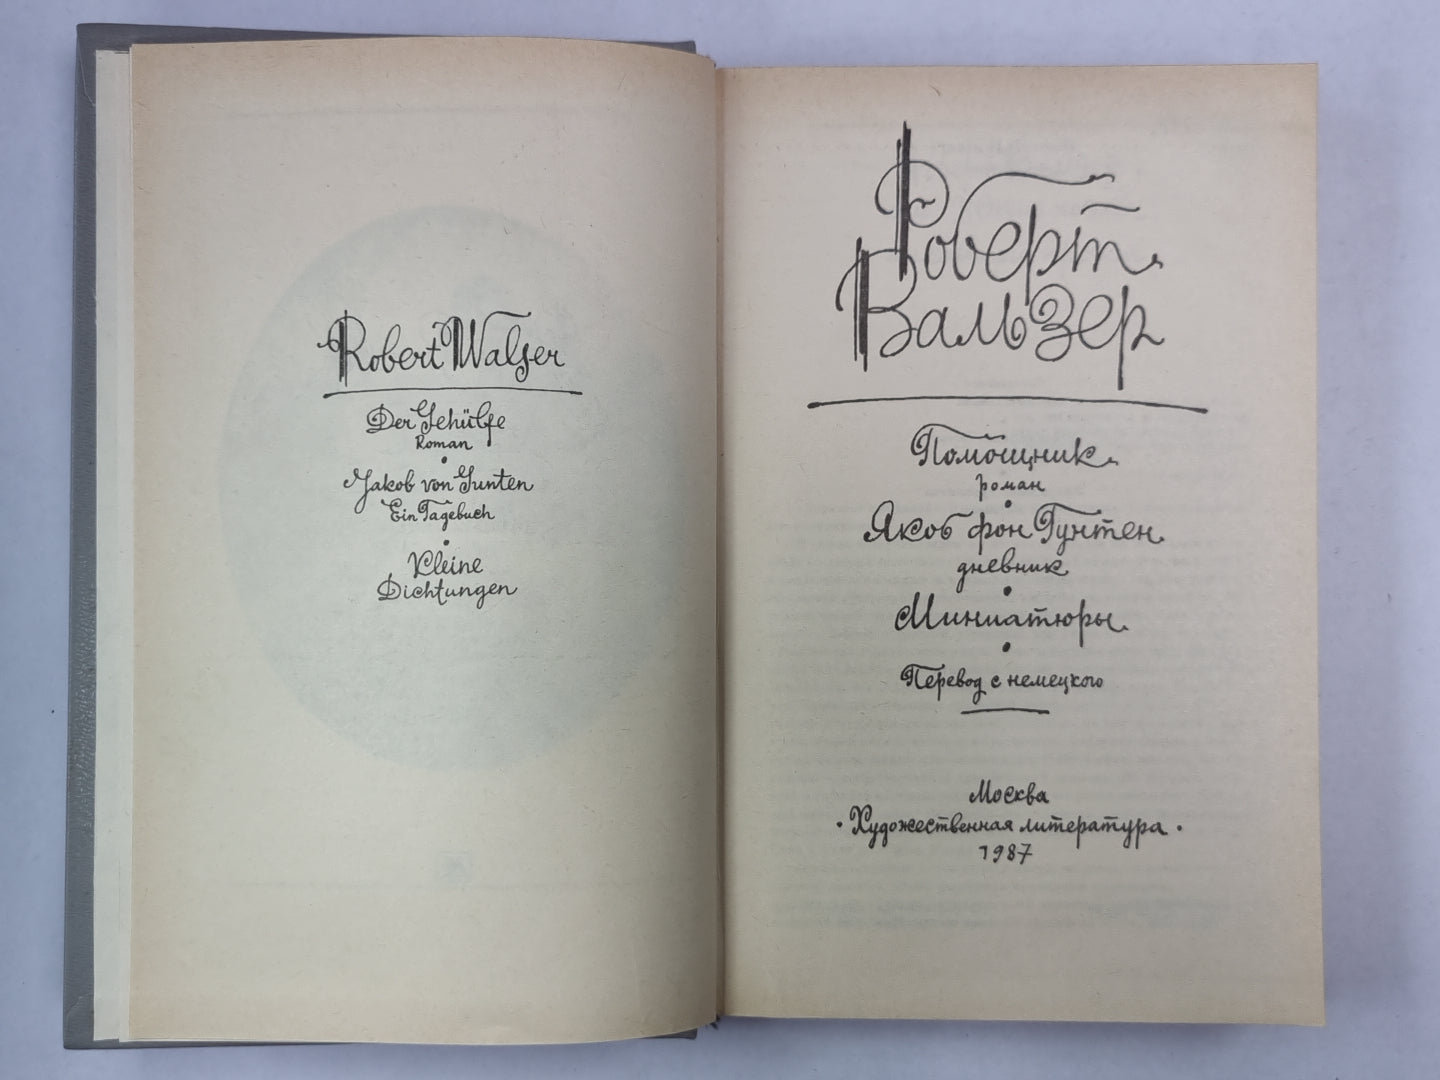 Robert Walser
Der Gehülfe
Roman
Jakob von Gunten
Ein Tagebuch
Kleine
Dichtungen
Роберт
Вальзер
Помощник
роман
Якоб фон Гунтен
дневник
Миниатюры
Перевод с немецкого
Москва
• Художественная литература •
1987